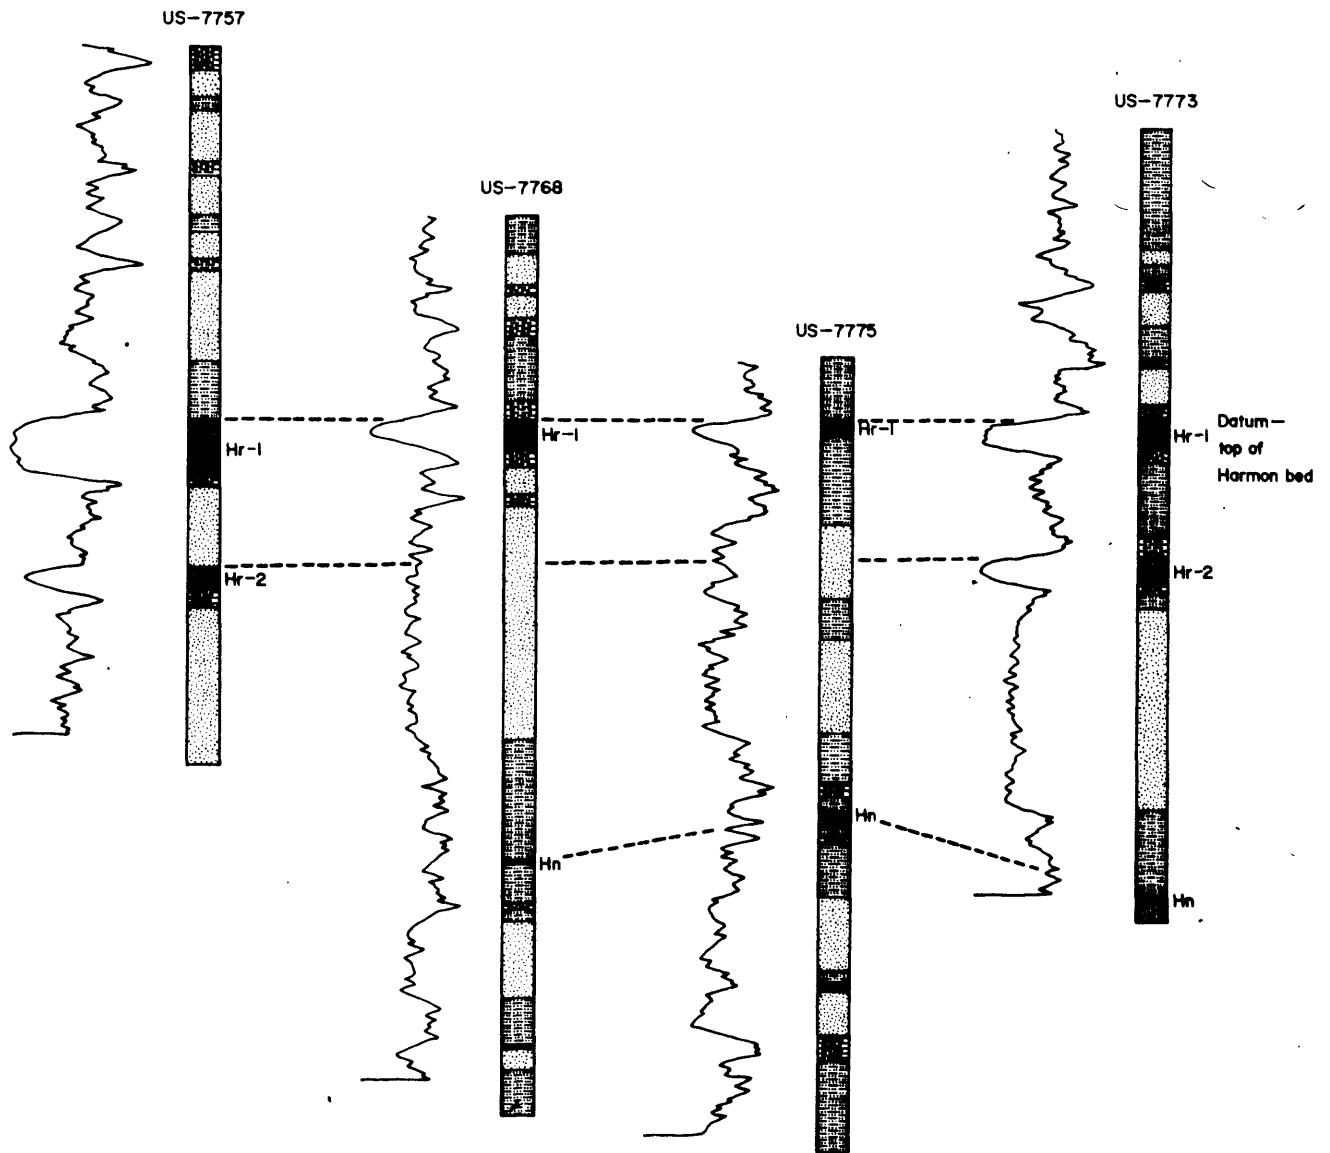 US-7757
US-7773
US-7768
US-7775
Hr-1
Hr-1
Hr-1
Hr-1
Datum—
top of
Harmon bed
Hr-2
Hr-2
Hn
Hn
Hn